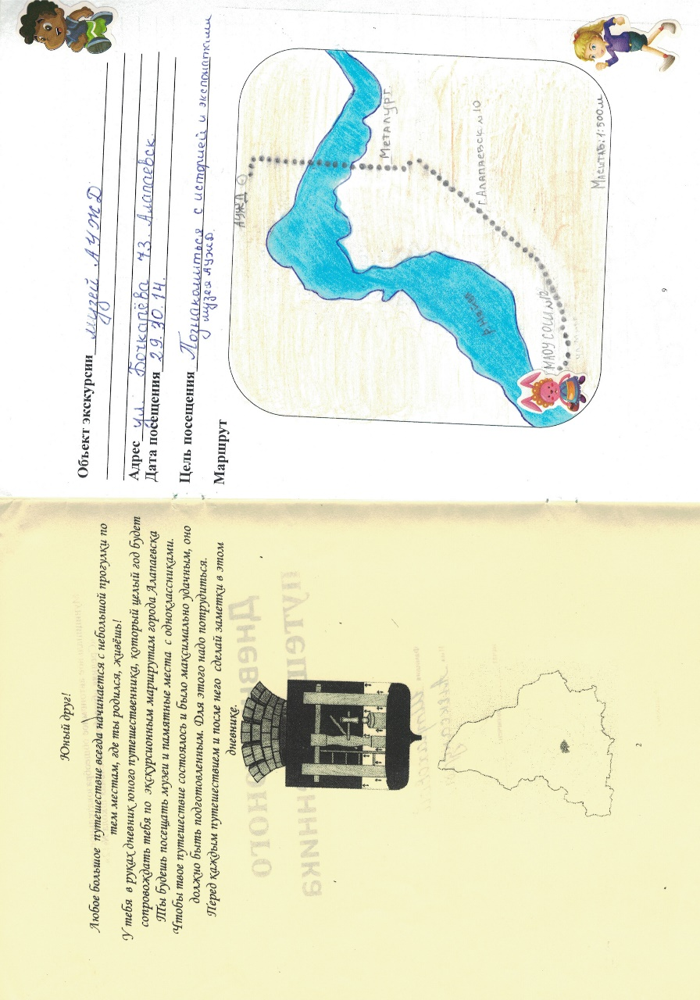 Юный друг!
Любое большое путешествие всегда начинается с небольшой прогулки по
тем местам, где ты родился, живёшь!
У тебя в руках дневник юного путешественника, который целый год будет
сопровождать тебя по экскурсионным маршрутам города Алапаевска
Ты будешь посещать музеи и памятные места с одноклассниками.
Чтобы твое путешествие состоялось и было максимально удачным, оно
должно быть подготовленным. Для этого надо потрудиться.
Перед каждым путешествием и после него сделай заметки в этом
дневнике.
2
Объект экскурсии музей АУЖД
Адрес ул. Бочкарёва 73. Алапаевск.
Дата посещения 29.30.14.
Цель посещения Познакомиться с историей и экспонатами
музея АУЖД.
Маршрут
АУЖД
Металург.
г. Алапаевск №10
МАОУ СОШ №2
Масштаб: 1:500м
9